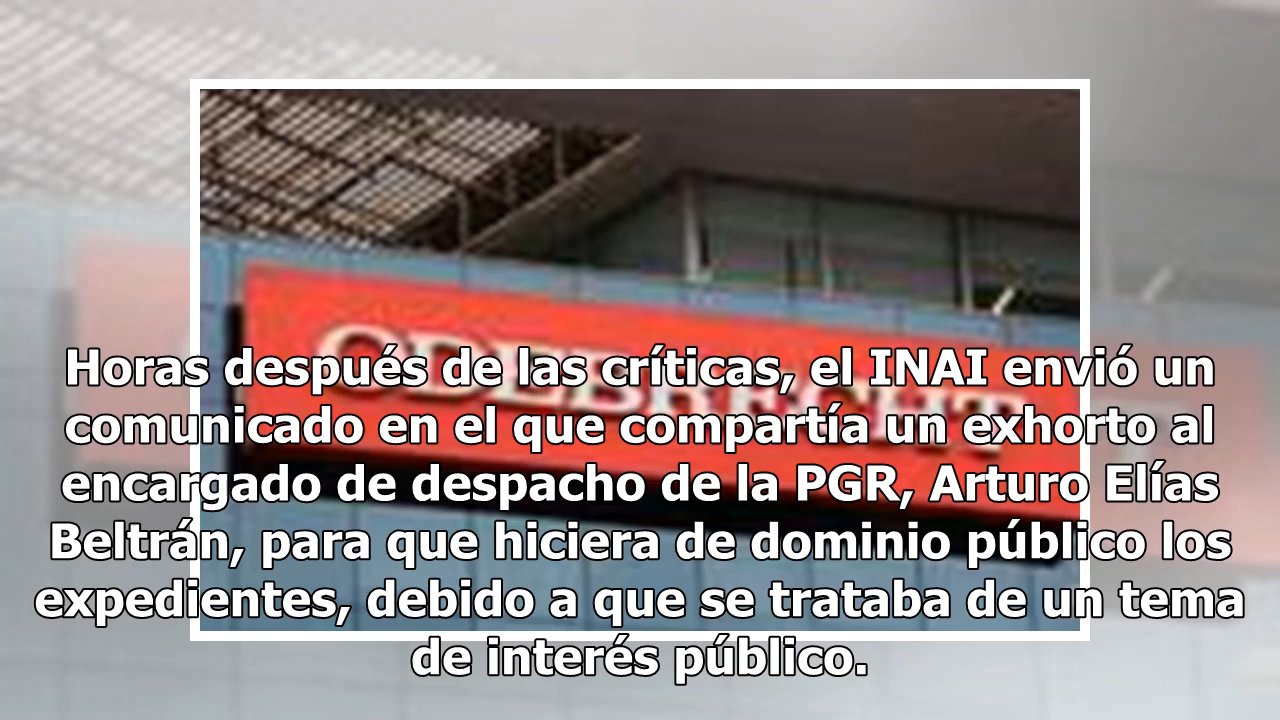 ODEBRECHT
Horas después de las críticas, el INAI envió un
comunicado en el que compartía un exhorto al
encargado de despacho de la PGR, Arturo Elías
Beltrán, para que hiciera de dominio público los
expedientes, debido a que se trataba de un tema
de interés público.